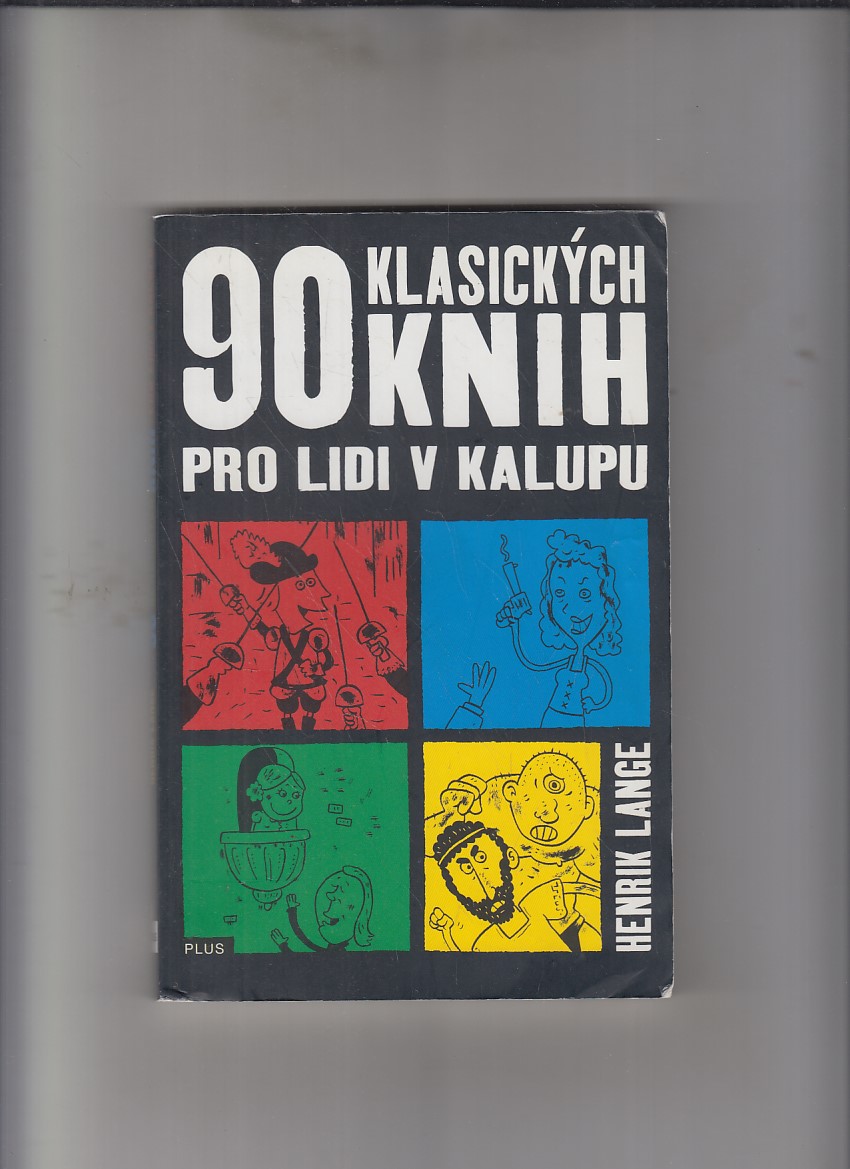 90 KLASICKÝCH
KNIH
PRO LIDI V KALUPU
HENRIK LANGE
PLUS